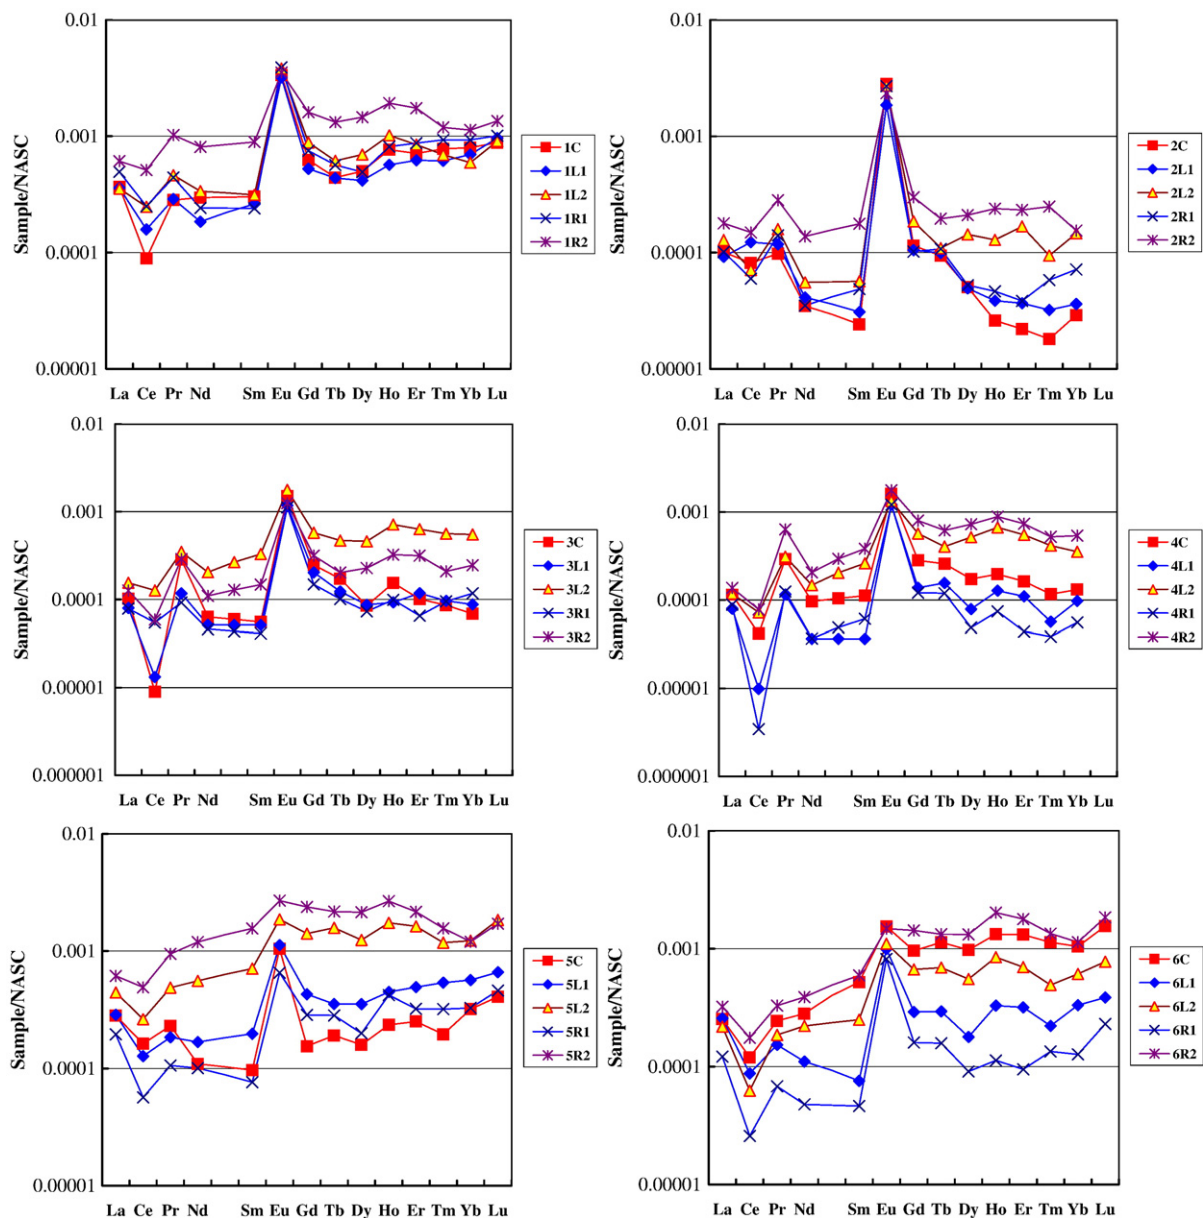 0.01
0.001
0.0001
0.00001
Sample/NASC
La Ce Pr Nd Sm Eu Gd Tb Dy Ho Er Tm Yb Lu
1C
1L1
1L2
1R1
1R2
0.01
0.001
0.0001
0.00001
Sample/NASC
La Ce Pr Nd Sm Eu Gd Tb Dy Ho Er Tm Yb Lu
2C
2L1
2L2
2R1
2R2
0.01
0.001
0.0001
0.00001
0.000001
Sample/NASC
La Ce Pr Nd Sm Eu Gd Tb Dy Ho Er Tm Yb Lu
3C
3L1
3L2
3R1
3R2
0.01
0.001
0.0001
0.00001
0.000001
Sample/NASC
La Ce Pr Nd Sm Eu Gd Tb Dy Ho Er Tm Yb Lu
4C
4L1
4L2
4R1
4R2
0.01
0.001
0.0001
0.00001
Sample/NASC
La Ce Pr Nd Sm Eu Gd Tb Dy Ho Er Tm Yb Lu
5C
5L1
5L2
5R1
5R2
0.01
0.001
0.0001
0.00001
Sample/NASC
La Ce Pr Nd Sm Eu Gd Tb Dy Ho Er Tm Yb Lu
6C
6L1
6L2
6R1
6R2